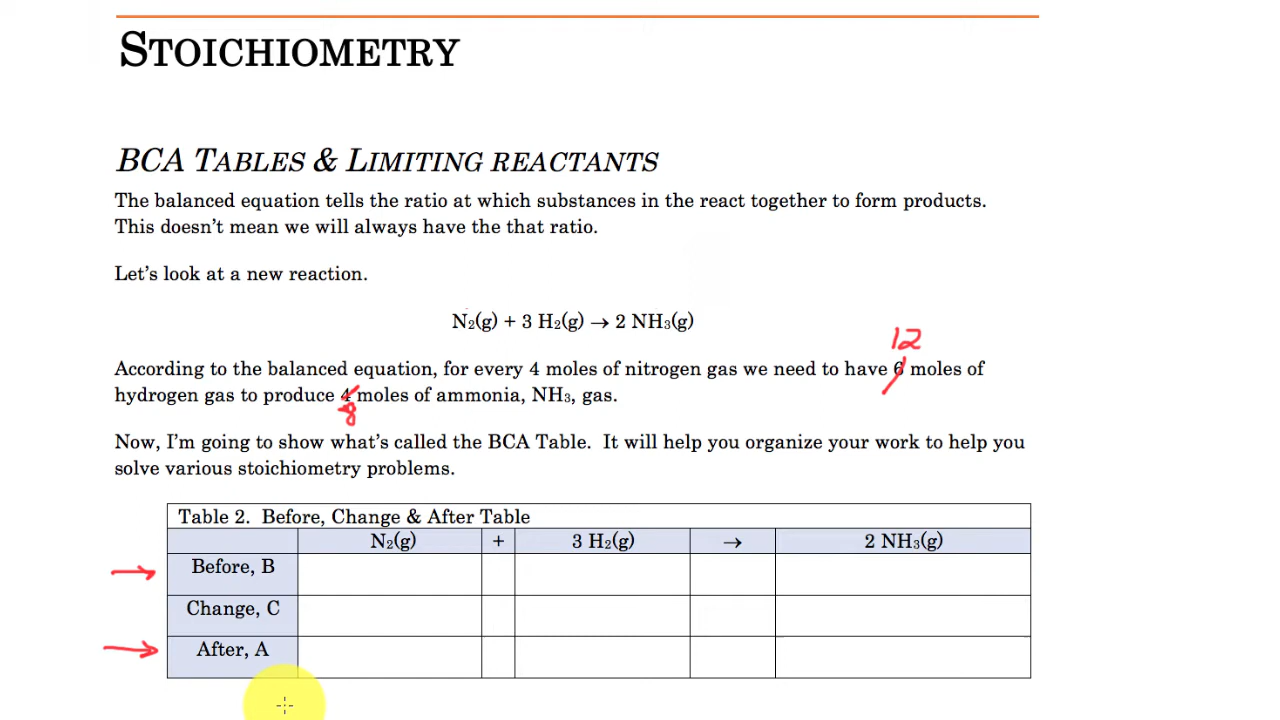 STOICHIOMETRY
BCA TABLES & LIMITING REACTANTS
The balanced equation tells the ratio at which substances in the react together to form products.
This doesn't mean we will always have the that ratio.
Let's look at a new reaction.
N₂(g) + 3 H₂(g) → 2 NH₃(g)
12
According to the balanced equation, for every 4 moles of nitrogen gas we need to have 6 moles of
hydrogen gas to produce 4 moles of ammonia, NH₃, gas.
8
Now, I'm going to show what's called the BCA Table. It will help you organize your work to help you
solve various stoichiometry problems.
Table 2. Before, Change & After Table
N₂(g) + 3 H₂(g) → 2 NH₃(g)
Before, B
Change, C
After, A